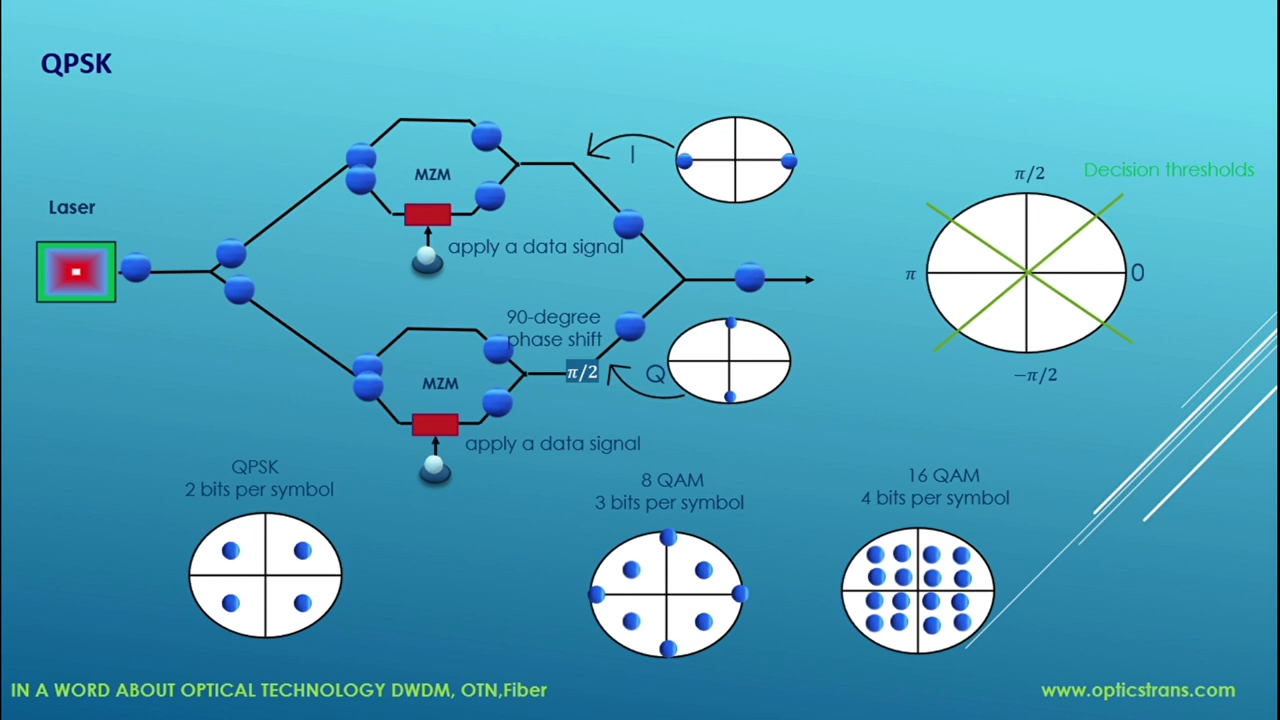 QPSK
Laser
MZM
apply a data signal
I
Decision thresholds
π/2
π
0
−π/2
90-degree
phase shift
π/2
Q
MZM
apply a data signal
QPSK
2 bits per symbol
8 QAM
3 bits per symbol
16 QAM
4 bits per symbol
IN A WORD ABOUT OPTICAL TECHNOLOGY DWDM, OTN,Fiber
www.opticstrans.com